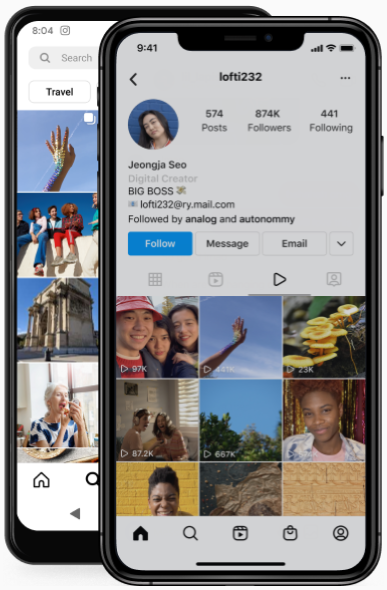 8:04
Search
Travel
9:41
lofti232
574 874K 441
Posts Followers Following
Jeongja Seo
Digital Creator
BIG BOSS 💸
📧 lofti232@ry.mail.com
Followed by analog and autonommy
Follow Message Email
97K 441K 23K
87.2K 667K